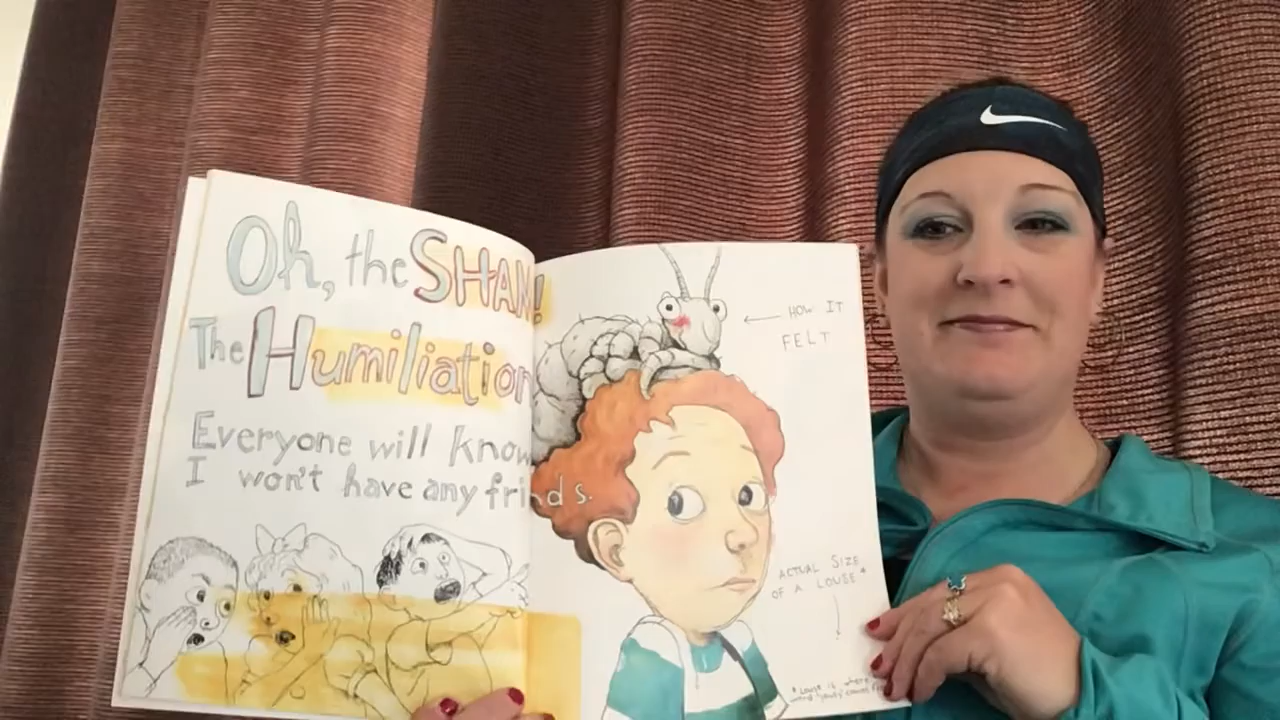 Oh, the SHAM!
The Humiliation
Everyone will know
I won't have any friends.
HOW IT
FELT
ACTUAL SIZE
OF A LOUSE*